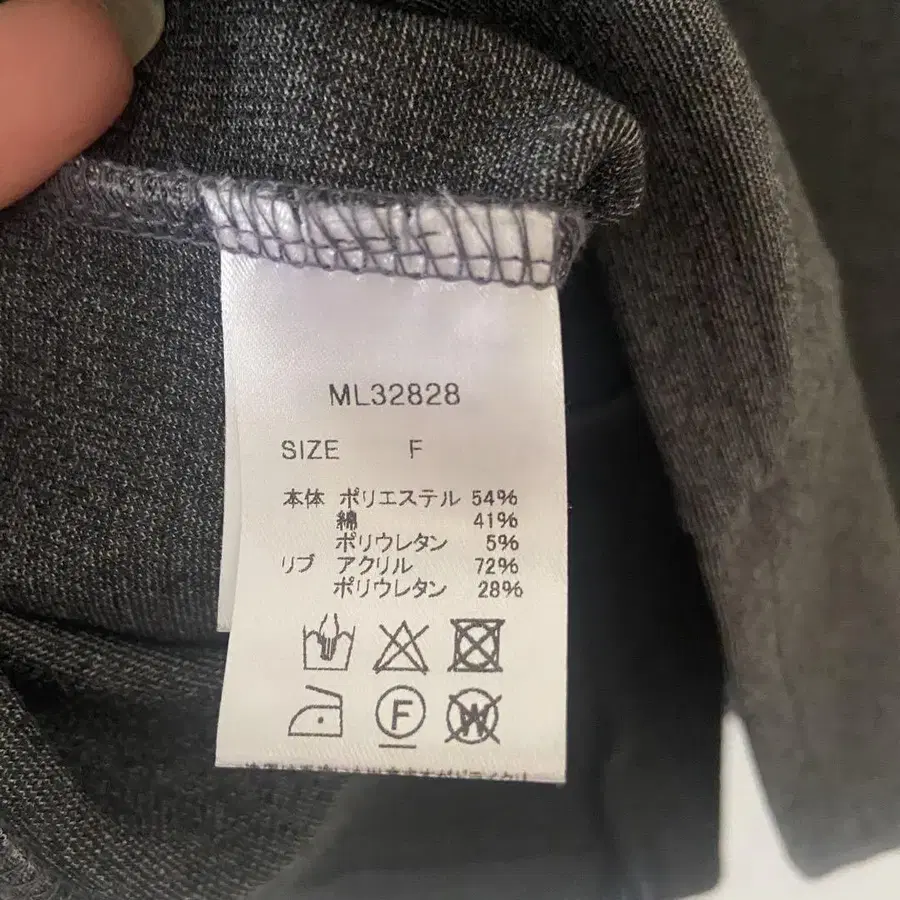 ML32828
SIZE F
本体 ポリエステル 54%
綿 41%
ポリウレタン 5%
リブ アクリル 72%
ポリウレタン 28%
F W